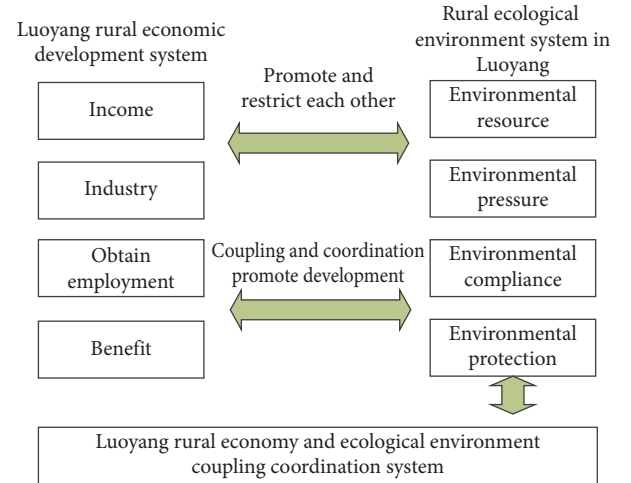 Luoyang rural economic
development system
Income
Industry
Obtain
employment
Benefit
Promote and
restrict each other
Coupling and coordination
promote development
Rural ecological
environment system in
Luoyang
Environmental
resource
Environmental
pressure
Environmental
compliance
Environmental
protection
Luoyang rural economy and ecological environment
coupling coordination system